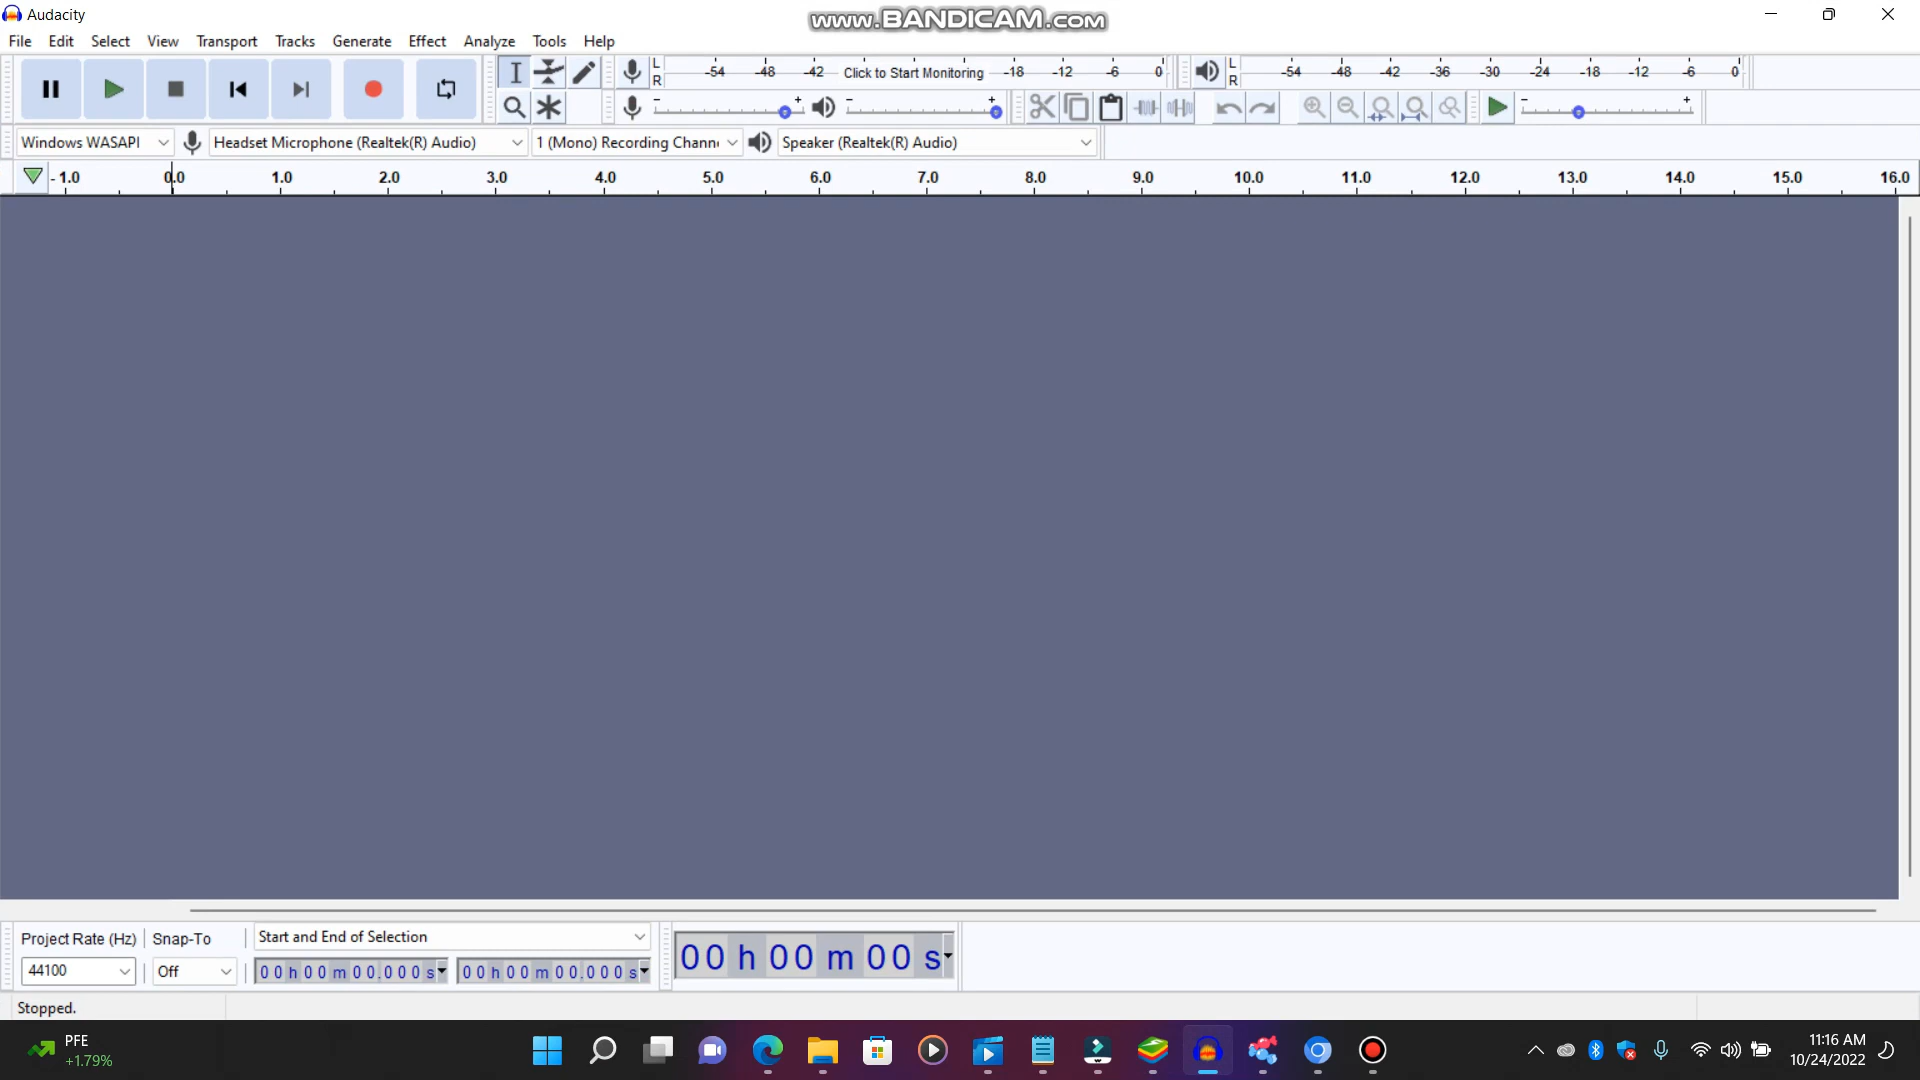 Audacity
www.BANDICAM.com
File Edit Select View Transport Tracks Generate Effect Analyze Tools Help
L R -54 -48 -42 Click to Start Monitoring -18 -12 -6 0 L R -54 -48 -42 -36 -30 -24 -18 -12 -6 0
- + - + - +
Windows WASAPI Headset Microphone (Realtek(R) Audio) 1 (Mono) Recording Chann Speaker (Realtek(R) Audio)
-1.0 0.0 1.0 2.0 3.0 4.0 5.0 6.0 7.0 8.0 9.0 10.0 11.0 12.0 13.0 14.0 15.0 16.0
Project Rate (Hz) Snap-To Start and End of Selection
44100 Off 00 h 00 m 00.000 s 00 h 00 m 00.000 s 00 h 00 m 00 s
Stopped.
PFE
+1.79%
11:16 AM
10/24/2022